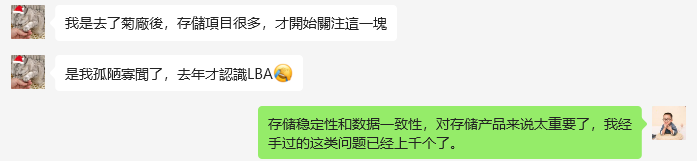 我是去了菊廠後，存儲項目很多，才開始關注這一塊
是我孤陋寡聞了，去年才認識LBA🤣
存储稳定性和数据一致性，对存储产品来说太重要了，我经
手过的这类问题已经上千个了。